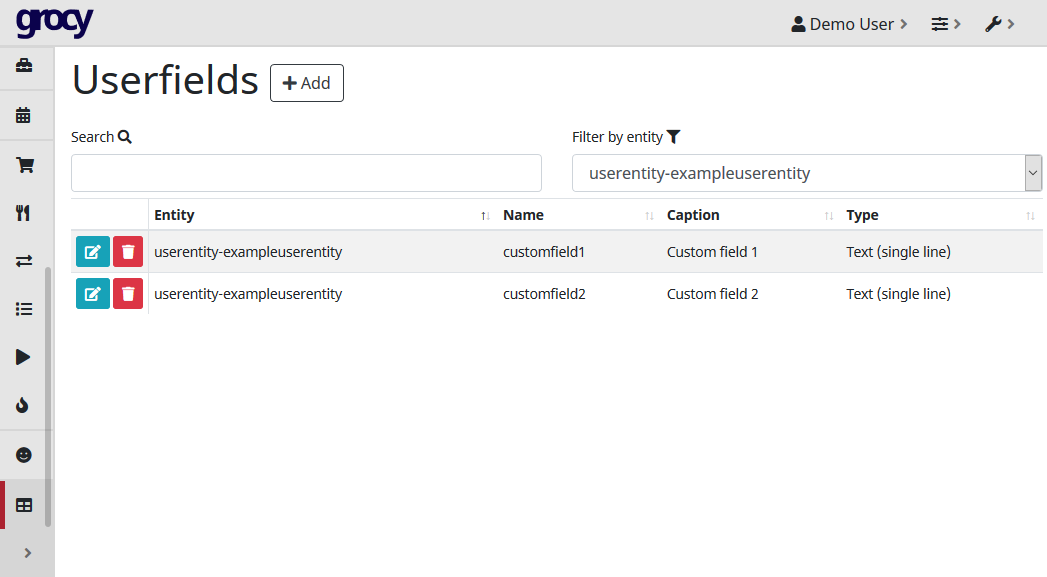 grocy
Demo User
Userfields
Add
Search
Filter by entity
userentity-exampleuserentity
Entity Name Caption Type
userentity-exampleuserentity customfield1 Custom field 1 Text (single line)
userentity-exampleuserentity customfield2 Custom field 2 Text (single line)